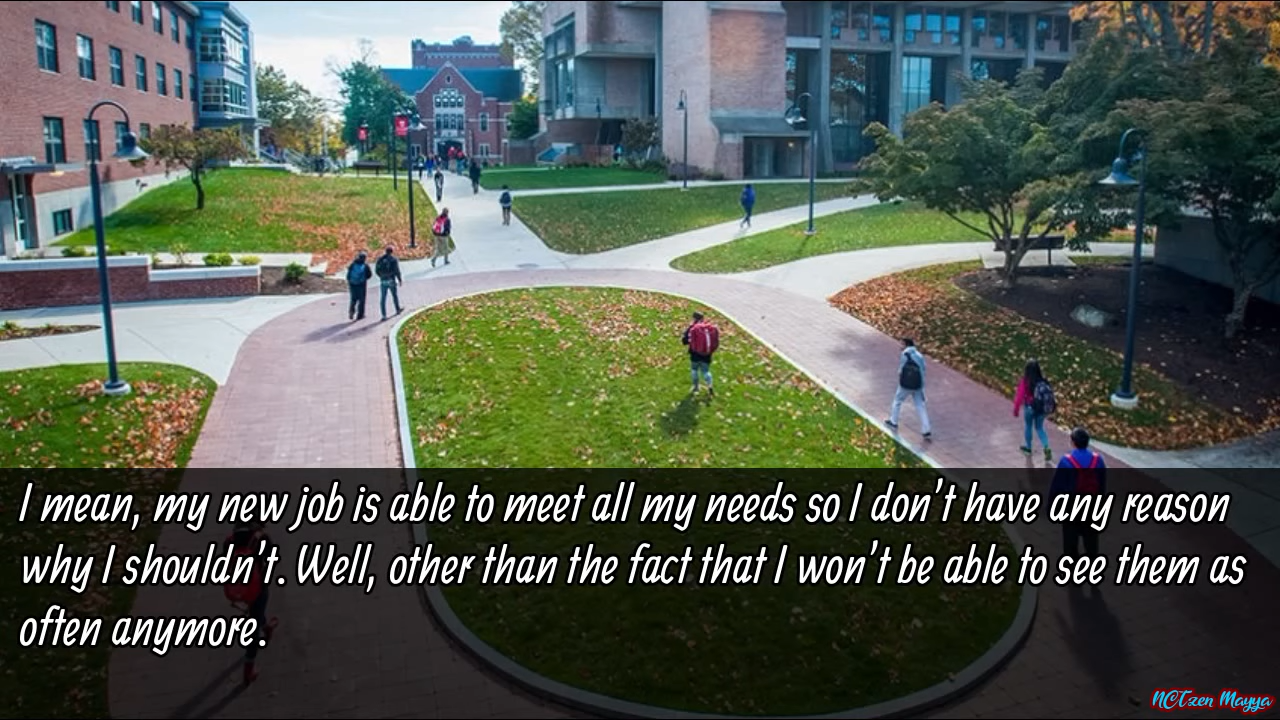 I mean, my new job is able to meet all my needs so I don't have any reason
why I shouldn't. Well, other than the fact that I won't be able to see them as
often anymore.
NCTzen Mayya